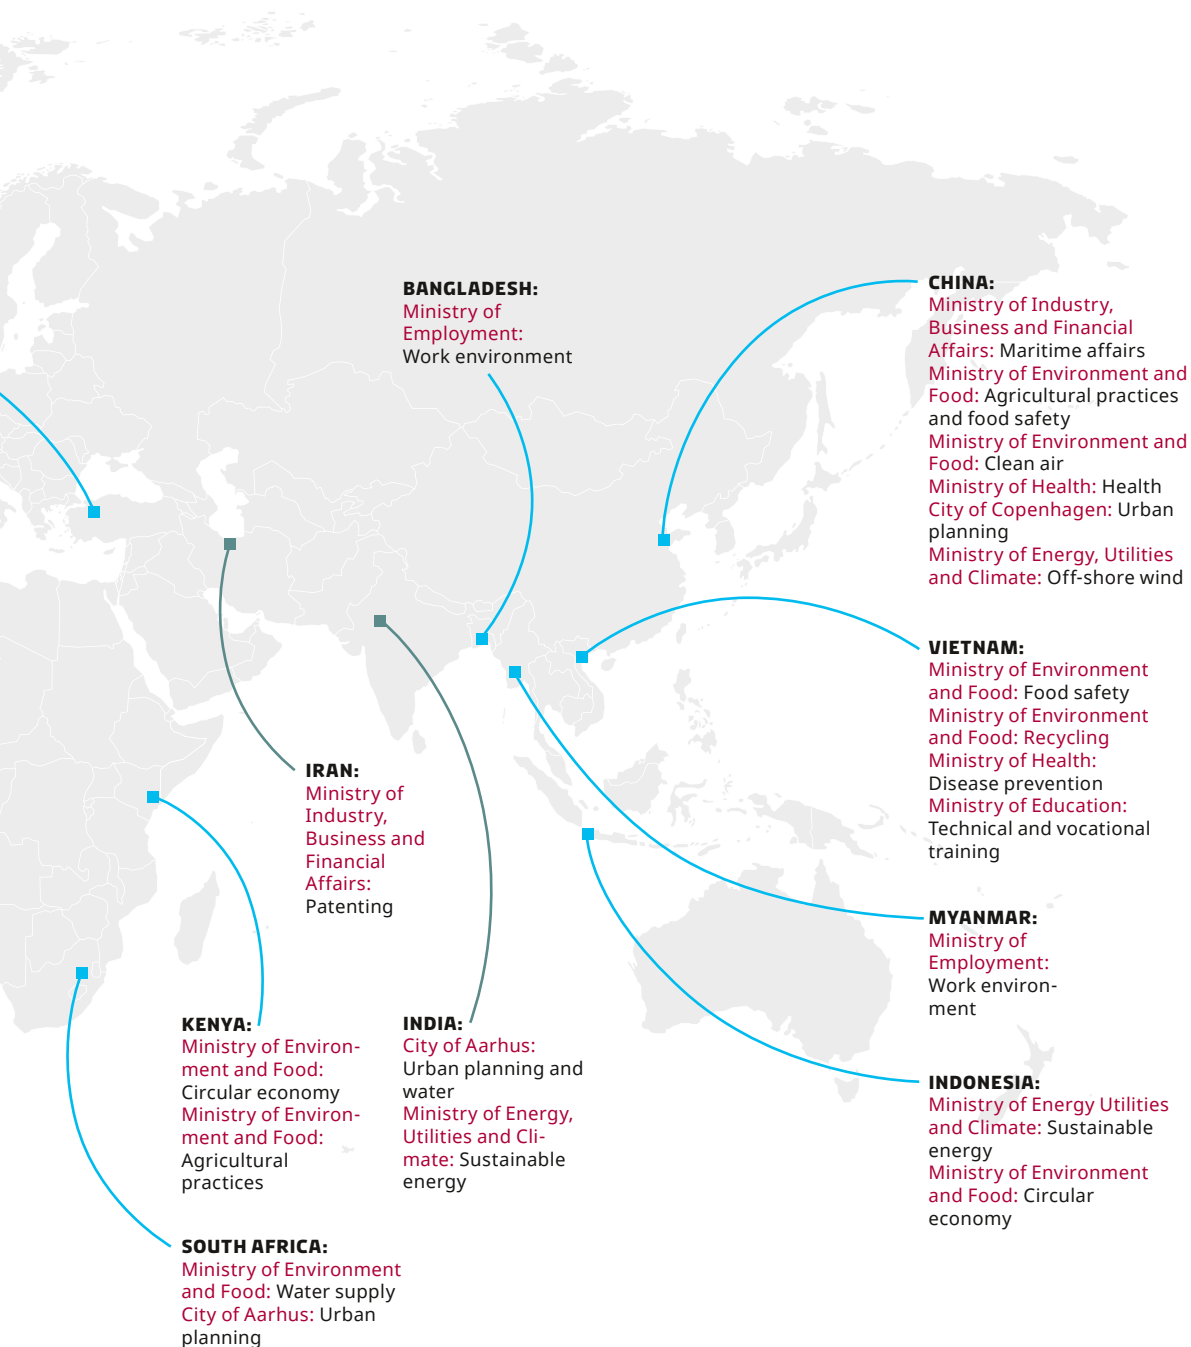 BANGLADESH:
Ministry of
Employment:
Work environment
CHINA:
Ministry of Industry,
Business and Financial
Affairs: Maritime affairs
Ministry of Environment and
Food: Agricultural practices
and food safety
Ministry of Environment and
Food: Clean air
Ministry of Health: Health
City of Copenhagen: Urban
planning
Ministry of Energy, Utilities
and Climate: Off-shore wind
VIETNAM:
Ministry of Environment
and Food: Food safety
Ministry of Environment
and Food: Recycling
Ministry of Health:
Disease prevention
Ministry of Education:
Technical and vocational
training
IRAN:
Ministry of
Industry,
Business and
Financial
Affairs:
Patenting
MYANMAR:
Ministry of
Employment:
Work environ-
ment
KENYA:
Ministry of Environ-
ment and Food:
Circular economy
Ministry of Environ-
ment and Food:
Agricultural
practices
INDIA:
City of Aarhus:
Urban planning and
water
Ministry of Energy,
Utilities and Cli-
mate: Sustainable
energy
INDONESIA:
Ministry of Energy Utilities
and Climate: Sustainable
energy
Ministry of Environment
and Food: Circular
economy
SOUTH AFRICA:
Ministry of Environment
and Food: Water supply
City of Aarhus: Urban
planning